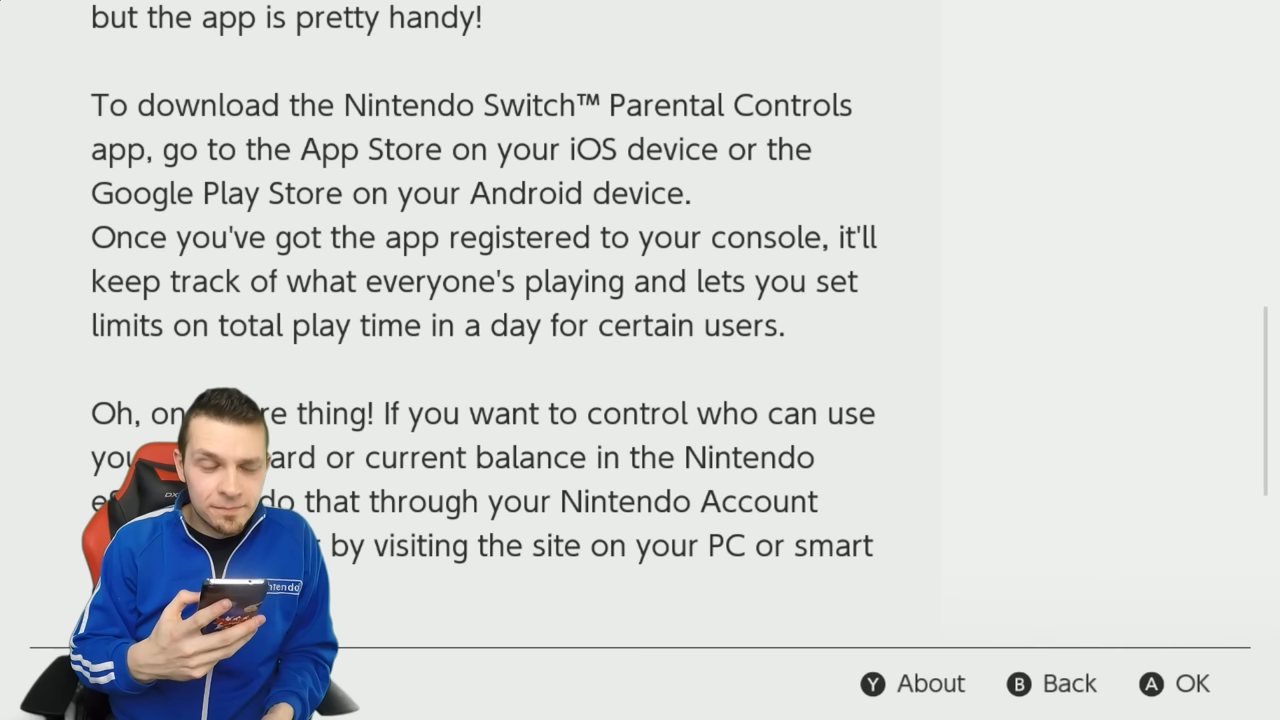 but the app is pretty handy!
To download the Nintendo Switch™ Parental Controls
app, go to the App Store on your iOS device or the
Google Play Store on your Android device.
Once you've got the app registered to your console, it'll
keep track of what everyone's playing and lets you set
limits on total play time in a day for certain users.
Oh, thing! If you want to control who can use
or current balance in the Nintendo
that through your Nintendo Account
by visiting the site on your PC or smart
Y About B Back A OK